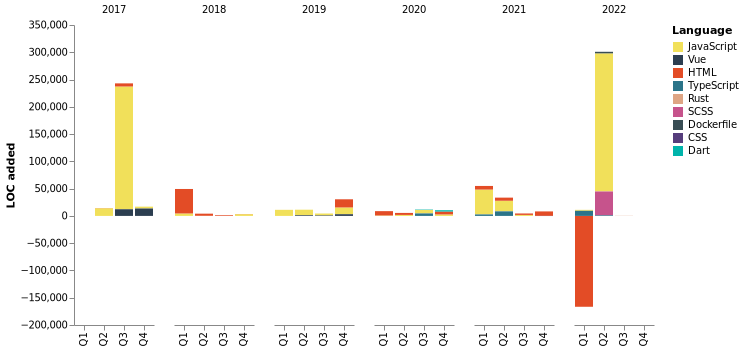 2017 2018 2019 2020 2021 2022
LOC added
350,000
300,000
250,000
200,000
150,000
100,000
50,000
0
−50,000
−100,000
−150,000
−200,000
Q1 Q2 Q3 Q4 Q1 Q2 Q3 Q4 Q1 Q2 Q3 Q4 Q1 Q2 Q3 Q4 Q1 Q2 Q3 Q4 Q1 Q2 Q3 Q4
Language
JavaScript
Vue
HTML
TypeScript
Rust
SCSS
Dockerfile
CSS
Dart